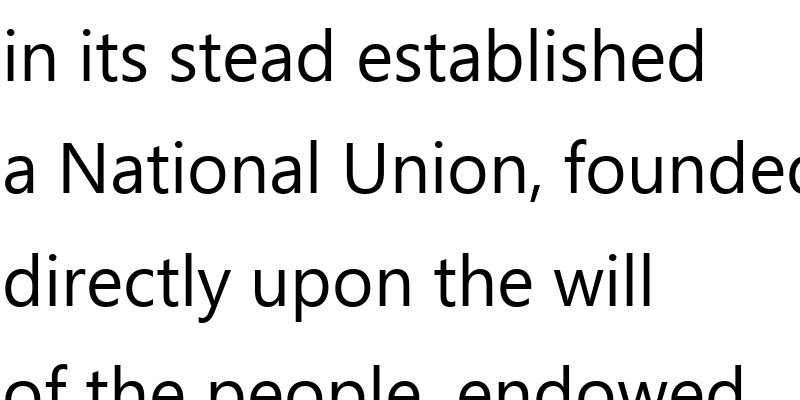 in its stead established
a National Union, founded
directly upon the will
of the people, endowed